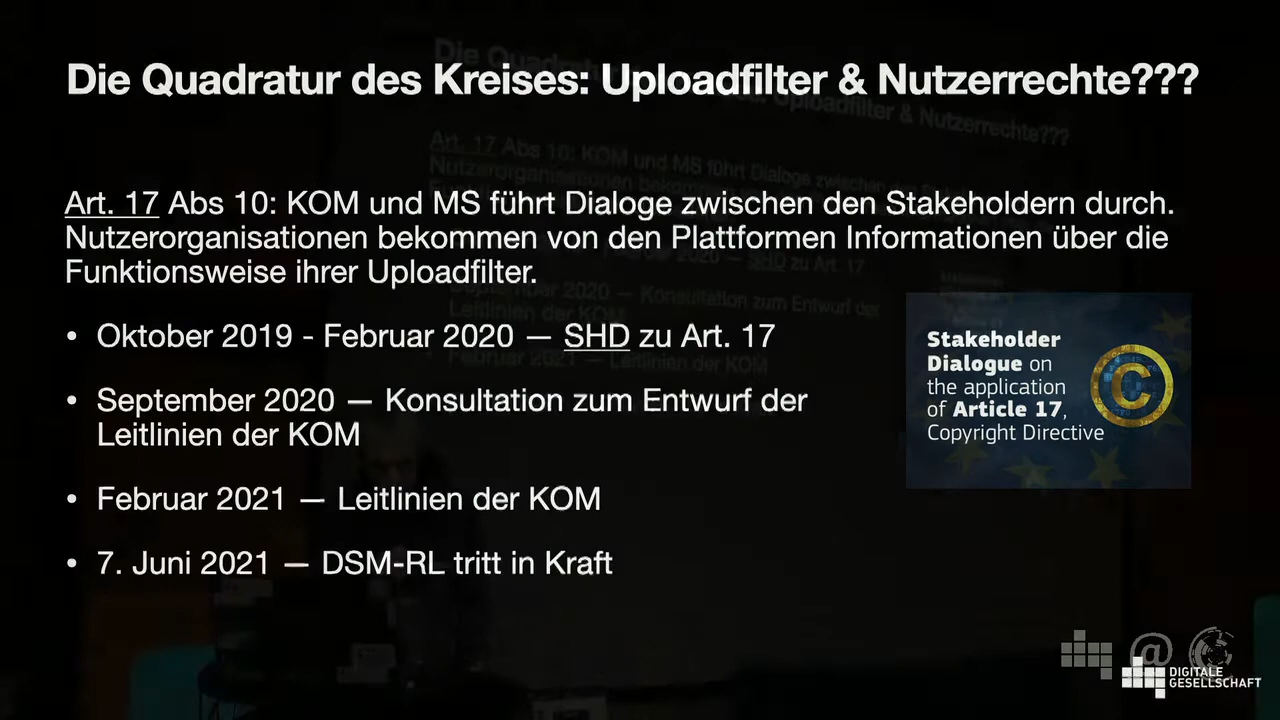 Die Quadratur des Kreises: Uploadfilter & Nutzerrechte???
Art. 17 Abs 10: KOM und MS führt Dialoge zwischen den Stakeholdern durch.
Nutzerorganisationen bekommen von den Plattformen Informationen über die
Funktionsweise ihrer Uploadfilter.
• Oktober 2019 - Februar 2020 — SHD zu Art. 17
• September 2020 — Konsultation zum Entwurf der
Leitlinien der KOM
• Februar 2021 — Leitlinien der KOM
• 7. Juni 2021 — DSM-RL tritt in Kraft
Stakeholder
Dialogue on
the application
of Article 17,
Copyright Directive
C
@
DIGITALE
GESELLSCHAFT